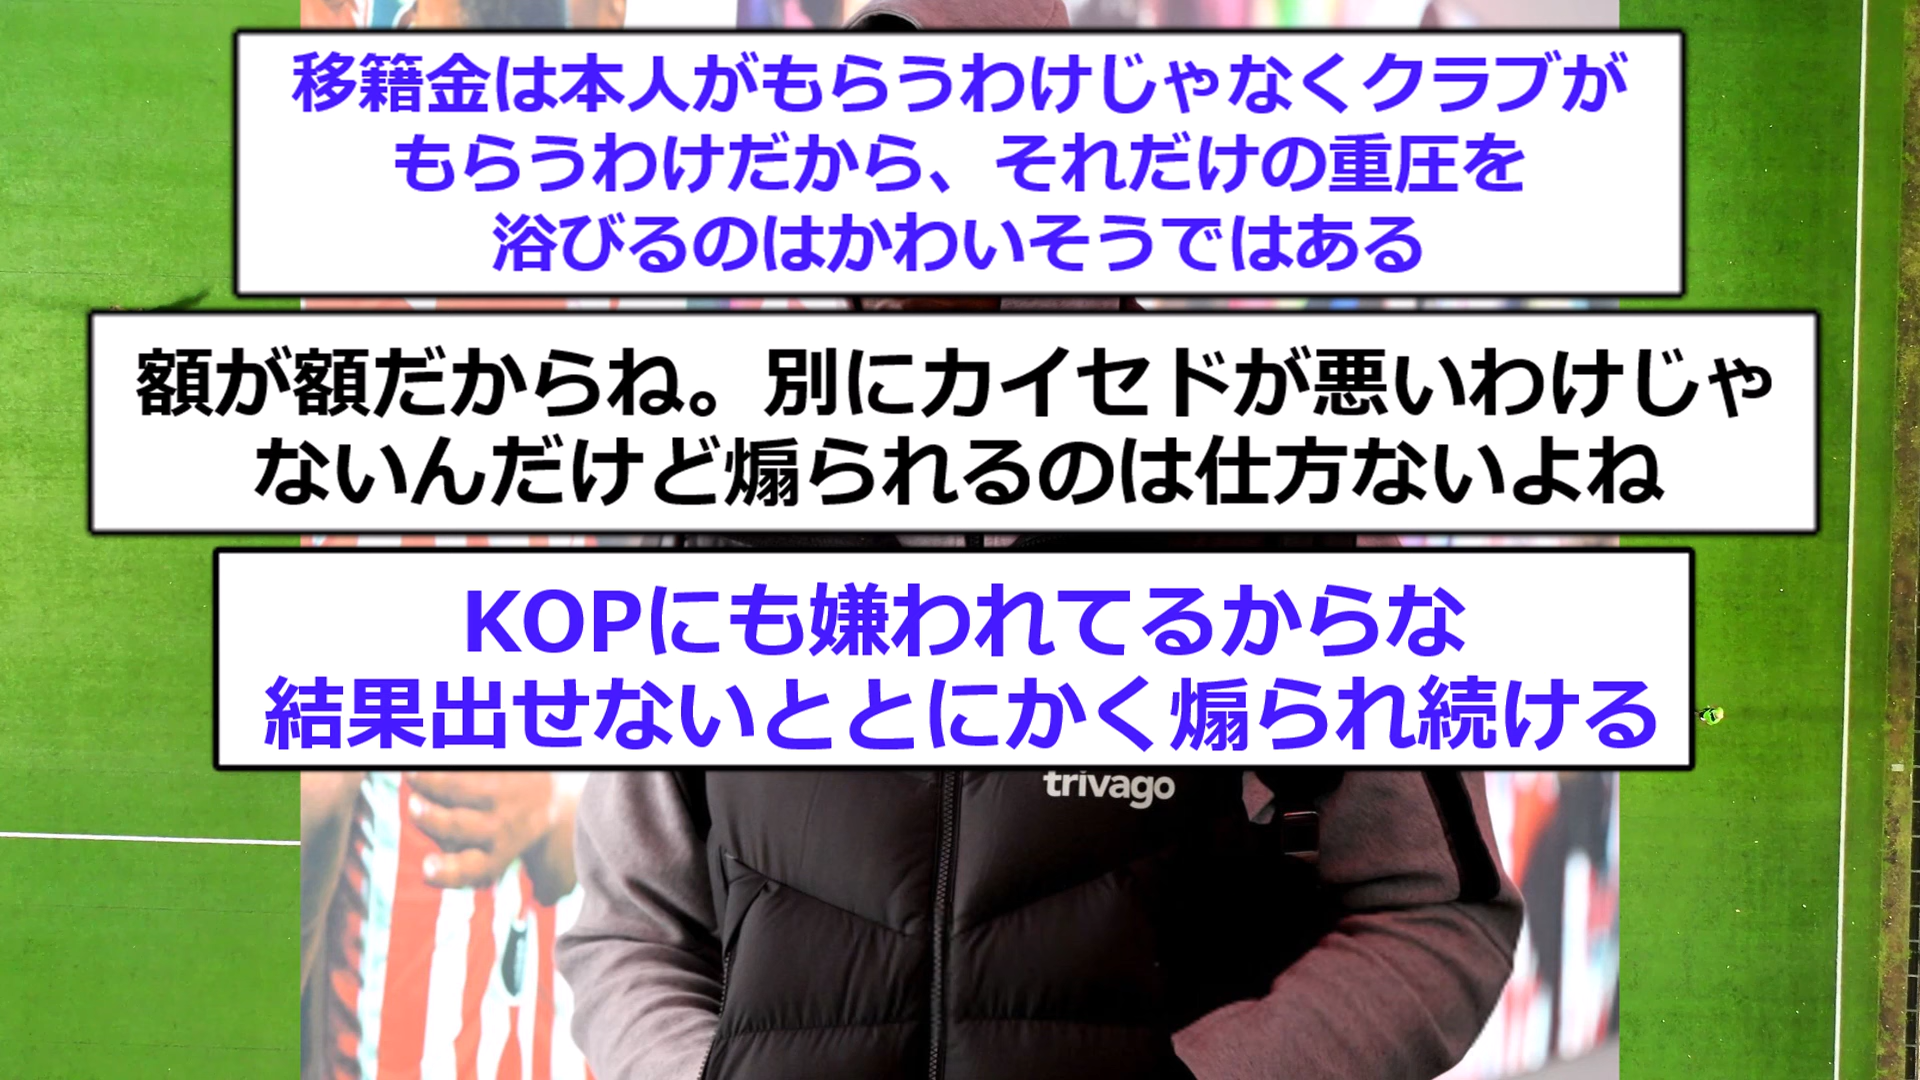 移籍金は本人がもらうわけじゃなくクラブが
もらうわけだから、それだけの重圧を
浴びるのはかわいそうではある
額が額だからね。別にカイセドが悪いわけじゃ
ないんだけど煽られるのは仕方ないよね
KOPにも嫌われてるからな
結果出せないととにかく煽られ続ける
trivago